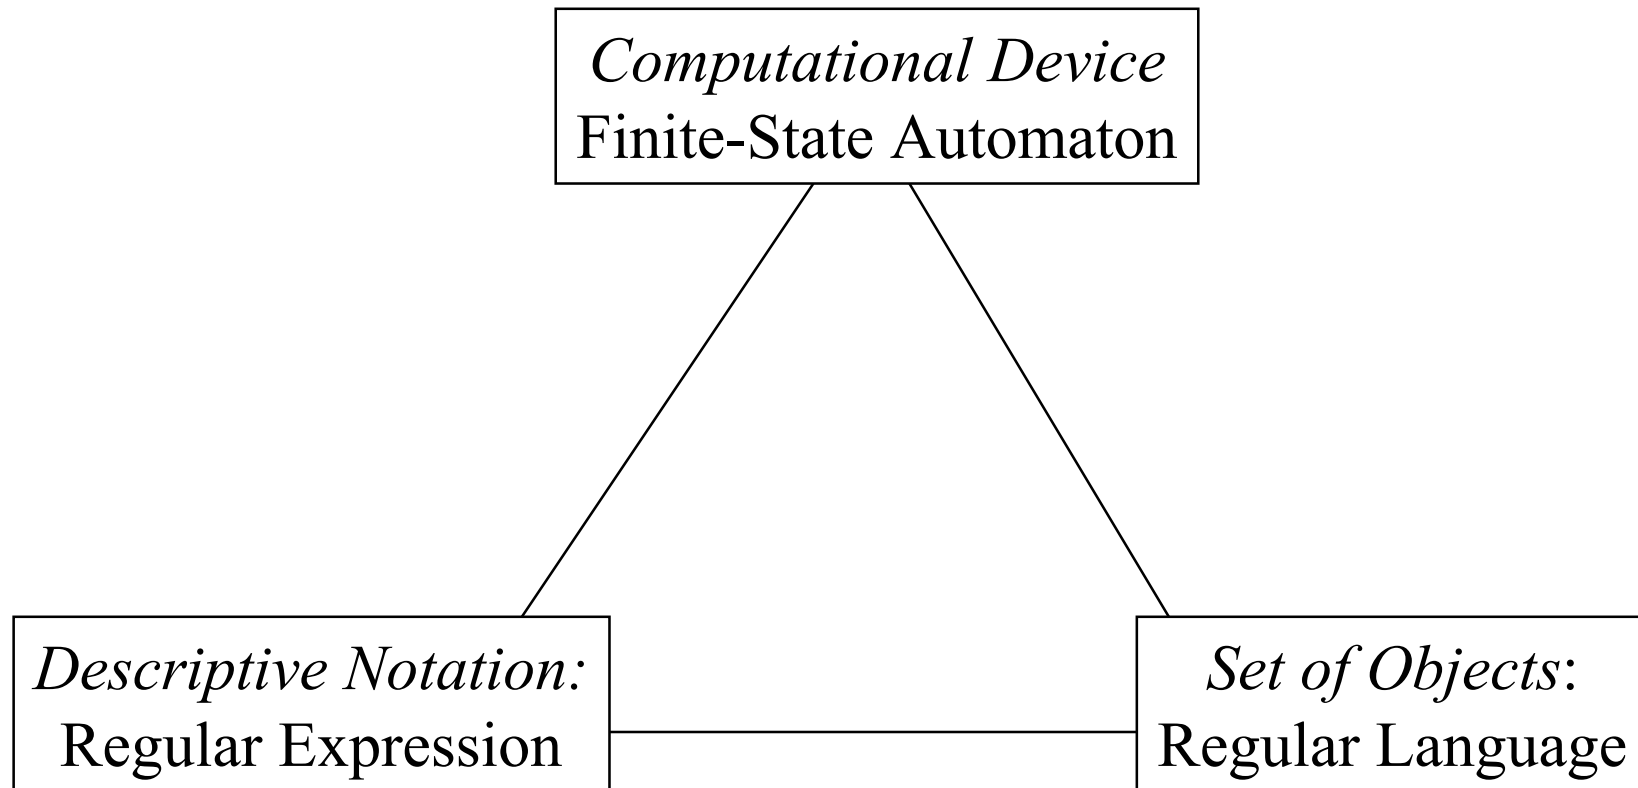 Computational Device
Finite-State Automaton
Descriptive Notation:
Regular Expression
Set of Objects:
Regular Language